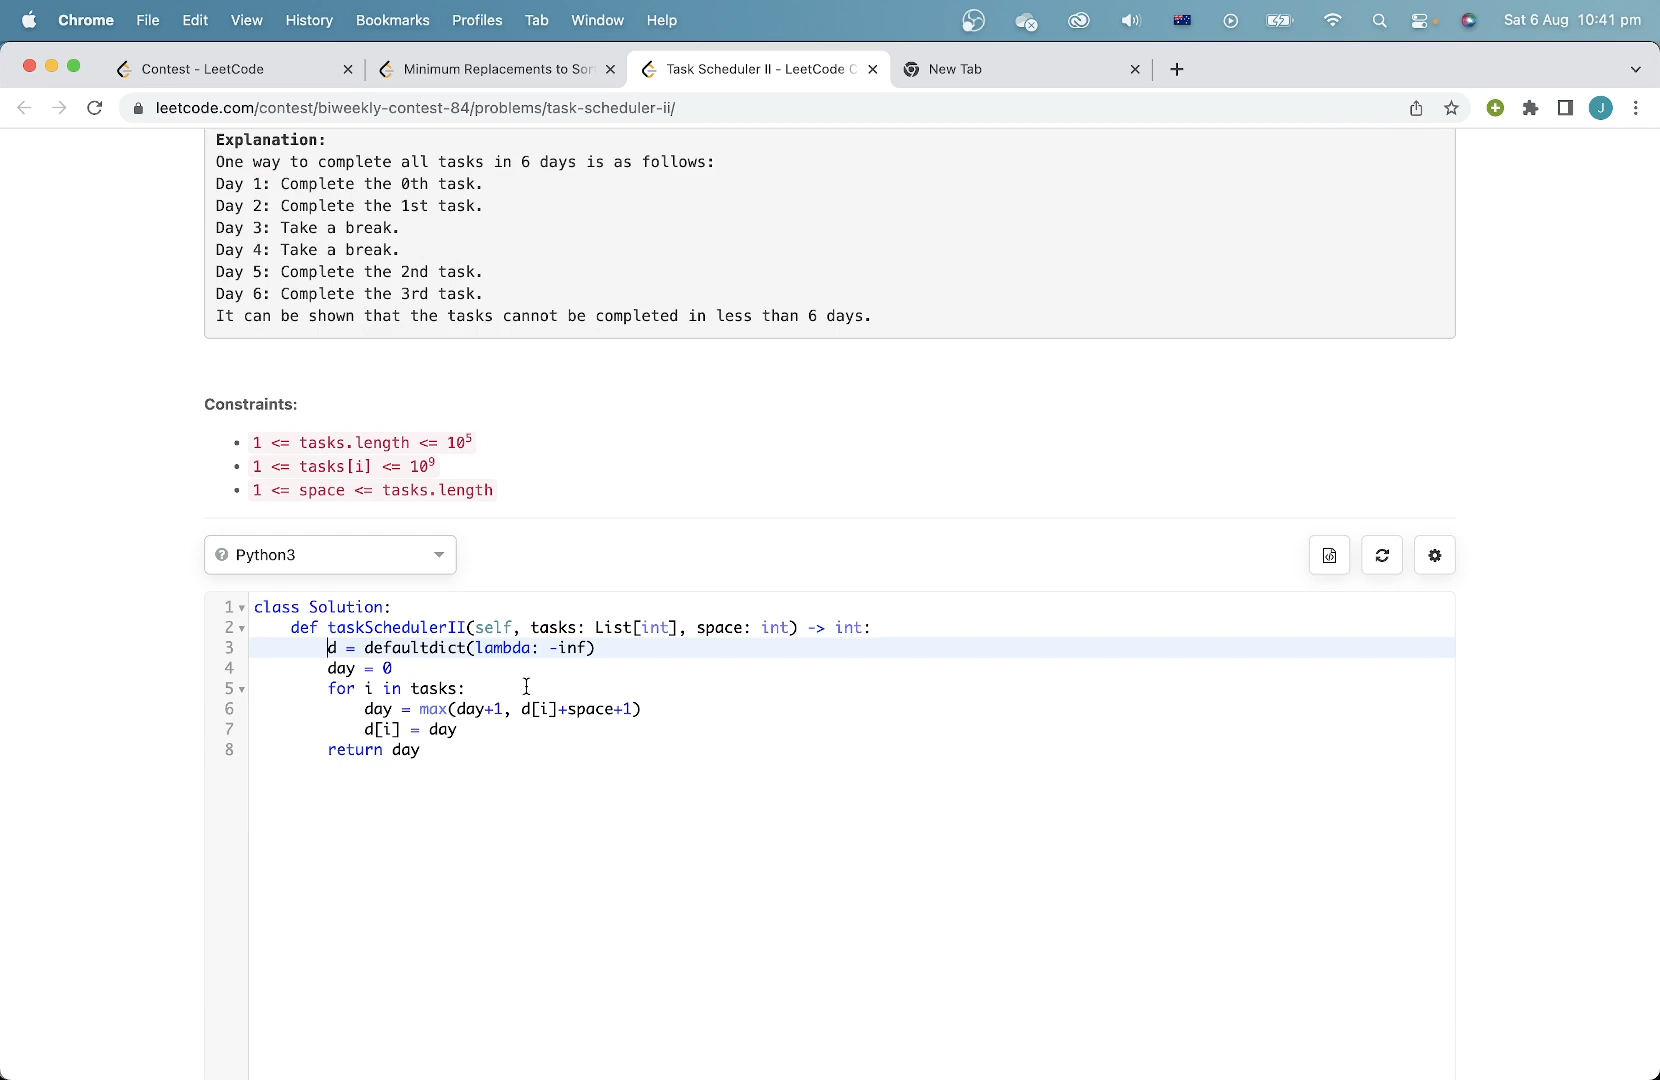 Chrome File Edit View History Bookmarks Profiles Tab Window Help Sat 6 Aug 10:41 pm
Contest - LeetCode Minimum Replacements to Sor Task Scheduler II - LeetCode C New Tab
leetcode.com/contest/biweekly-contest-84/problems/task-scheduler-ii/ J
Explanation:
One way to complete all tasks in 6 days is as follows:
Day 1: Complete the 0th task.
Day 2: Complete the 1st task.
Day 3: Take a break.
Day 4: Take a break.
Day 5: Complete the 2nd task.
Day 6: Complete the 3rd task.
It can be shown that the tasks cannot be completed in less than 6 days.
Constraints:
• 1 <= tasks.length <= 10⁵
• 1 <= tasks[i] <= 10⁹
• 1 <= space <= tasks.length
? Python3
1 class Solution:
2 def taskSchedulerII(self, tasks: List[int], space: int) -> int:
3 d = defaultdict(lambda: -inf)
4 day = 0
5 for i in tasks:
6 day = max(day+1, d[i]+space+1)
7 d[i] = day
8 return day